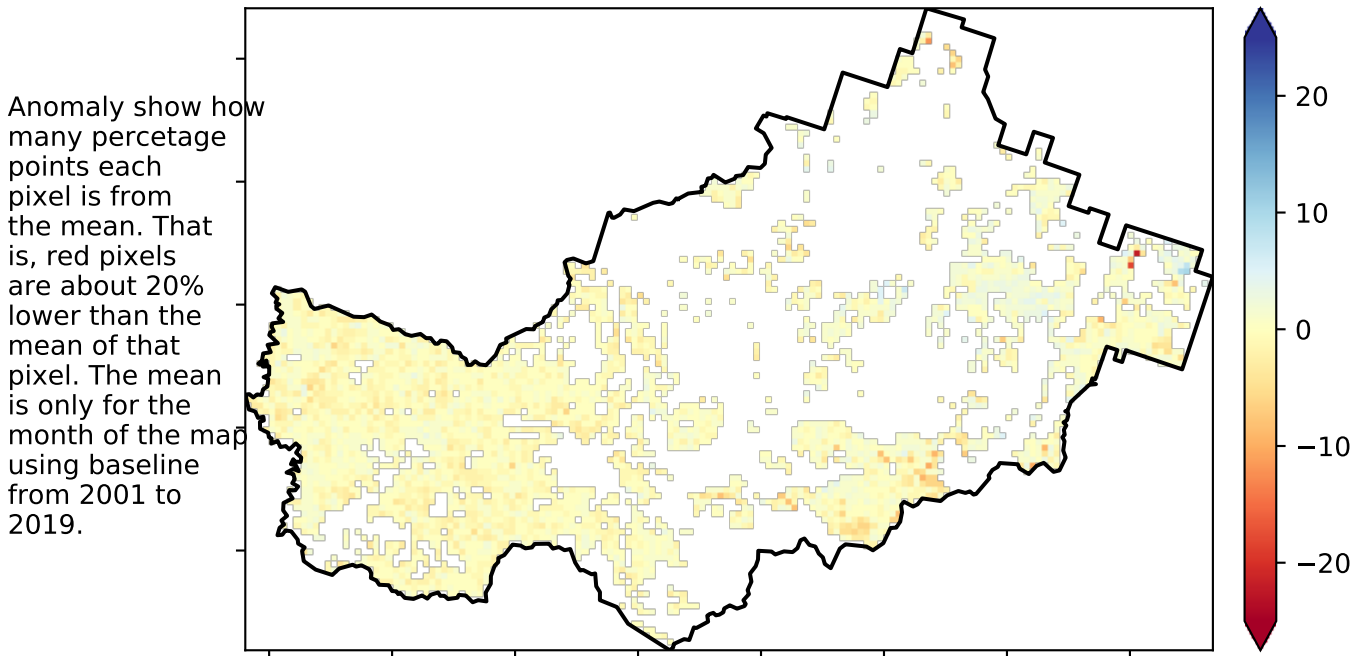 Anomaly show how
many percetage
points each
pixel is from
the mean. That
is, red pixels
are about 20%
lower than the
mean of that
pixel. The mean
is only for the
month of the map
using baseline
from 2001 to
2019.
20
10
0
−10
−20